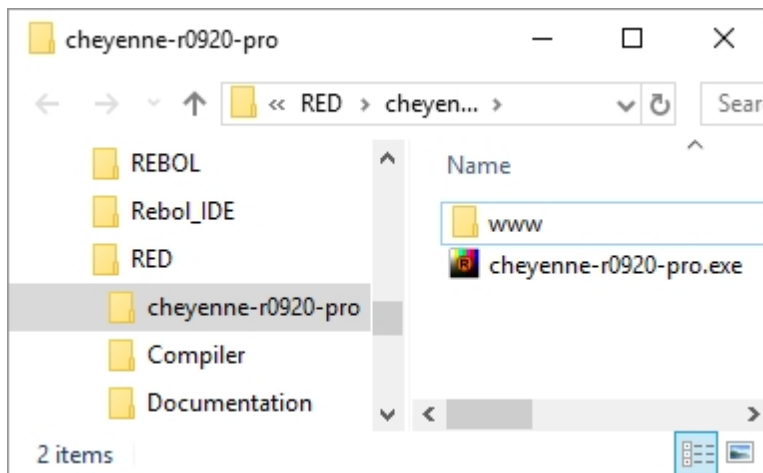 cheyenne-r0920-pro
« RED > cheyen... >
Sear
REBOL
Rebol_IDE
RED
cheyenne-r0920-pro
Compiler
Documentation
Name
www
cheyenne-r0920-pro.exe
2 items